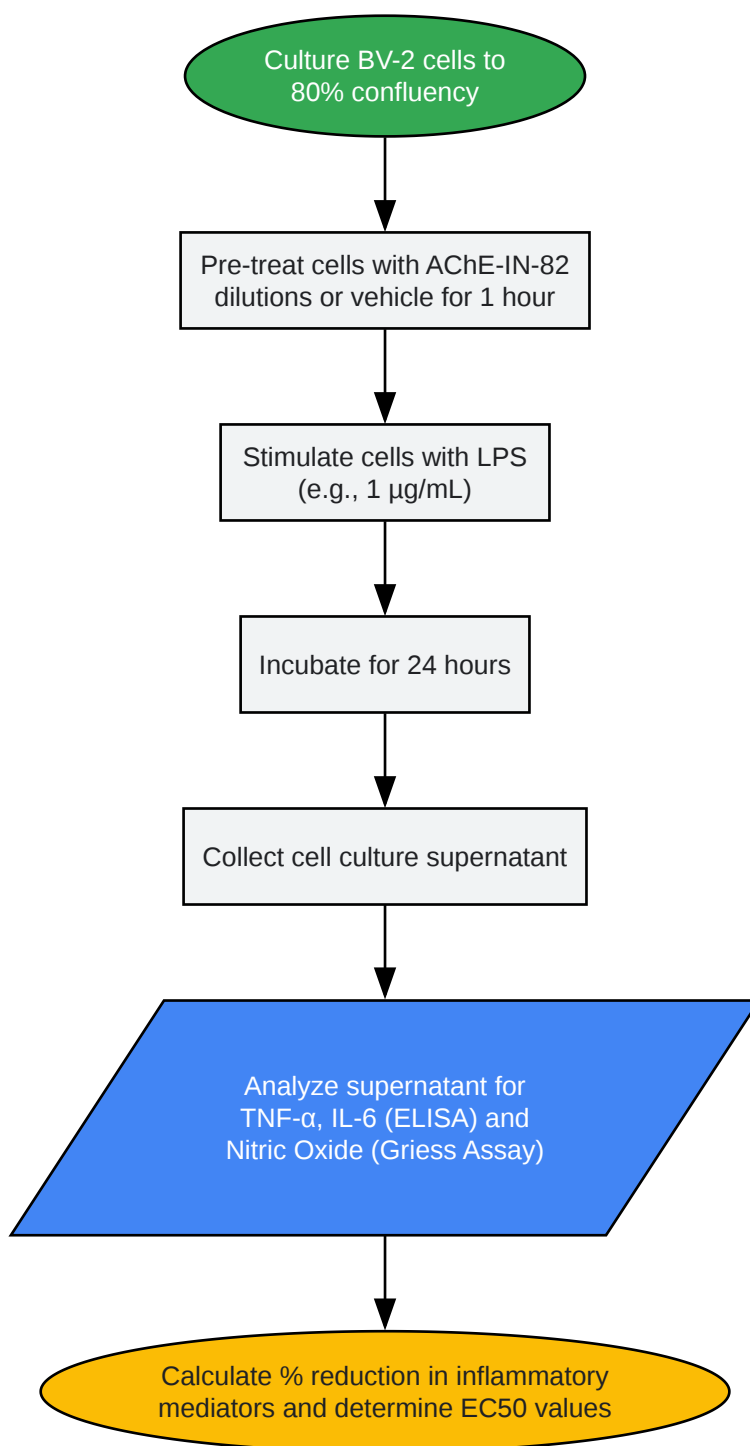 Culture BV-2 cells to
80% confluency
Pre-treat cells with AChE-IN-82
dilutions or vehicle for 1 hour
Stimulate cells with LPS
(e.g., 1 µg/mL)
Incubate for 24 hours
Collect cell culture supernatant
Analyze supernatant for
TNF-α, IL-6 (ELISA) and
Nitric Oxide (Griess Assay)
Calculate % reduction in inflammatory
mediators and determine EC50 values